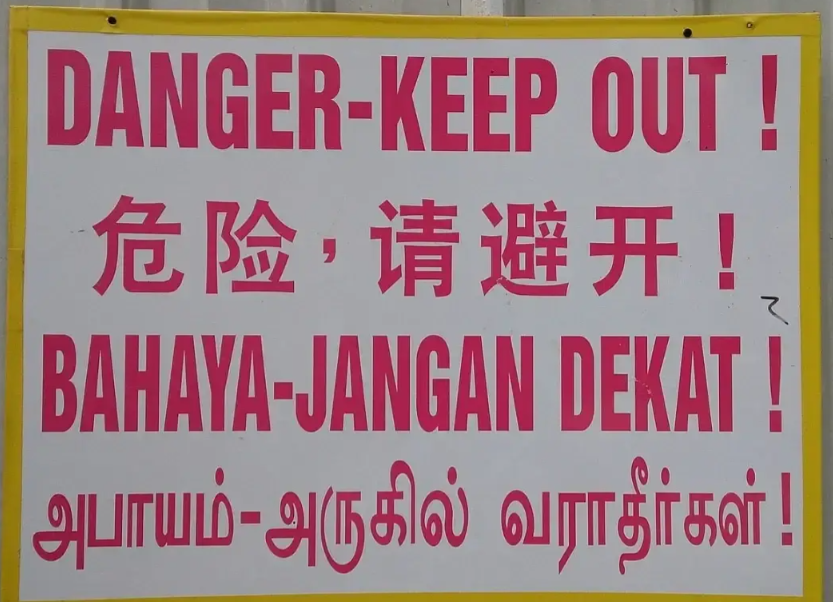 DANGER-KEEP OUT !
危险，请避开！
BAHAYA-JANGAN DEKAT !
அபாயம்-அருகில் வராதீர்கள் !